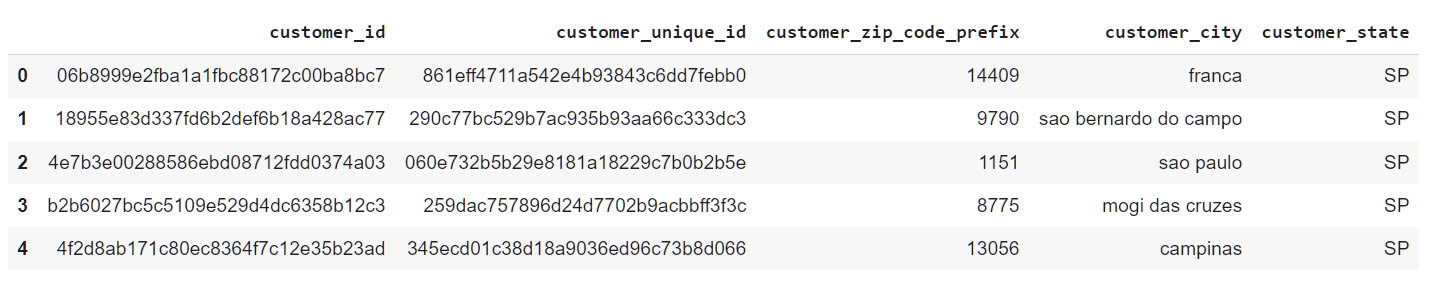 customer_id customer_unique_id customer_zip_code_prefix customer_city customer_state
0 06b8999e2fba1a1fbc88172c00ba8bc7 861eff4711a542e4b93843c6dd7febb0 14409 franca SP
1 18955e83d337fd6b2def6b18a428ac77 290c77bc529b7ac935b93aa66c333dc3 9790 sao bernardo do campo SP
2 4e7b3e00288586ebd08712fdd0374a03 060e732b5b29e8181a18229c7b0b2b5e 1151 sao paulo SP
3 b2b6027bc5c5109e529d4dc6358b12c3 259dac757896d24d7702b9acbbff3f3c 8775 mogi das cruzes SP
4 4f2d8ab171c80ec8364f7c12e35b23ad 345ecd01c38d18a9036ed96c73b8d066 13056 campinas SP